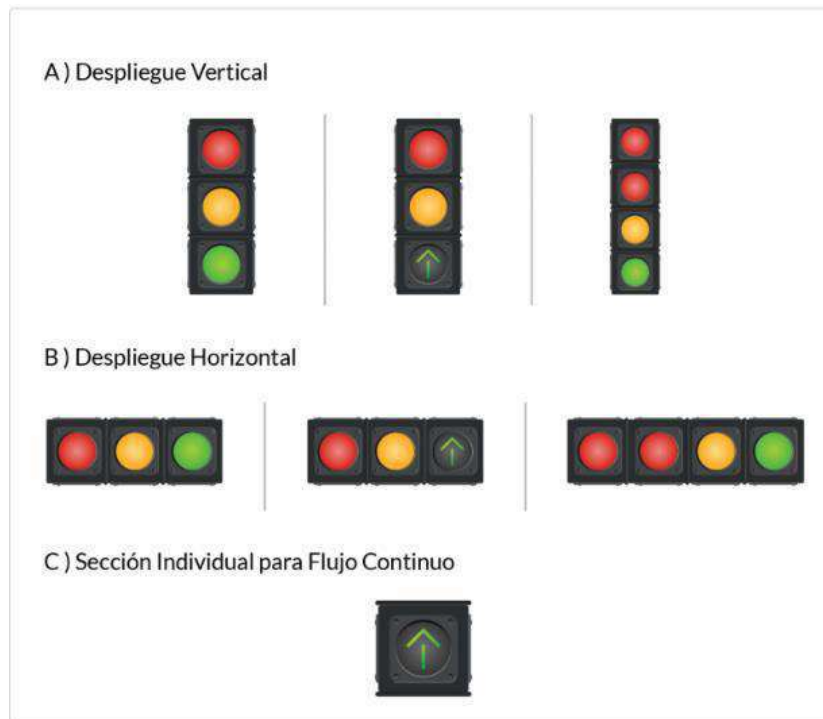 A ) Despliegue Vertical
B ) Despliegue Horizontal
C ) Sección Individual para Flujo Continuo